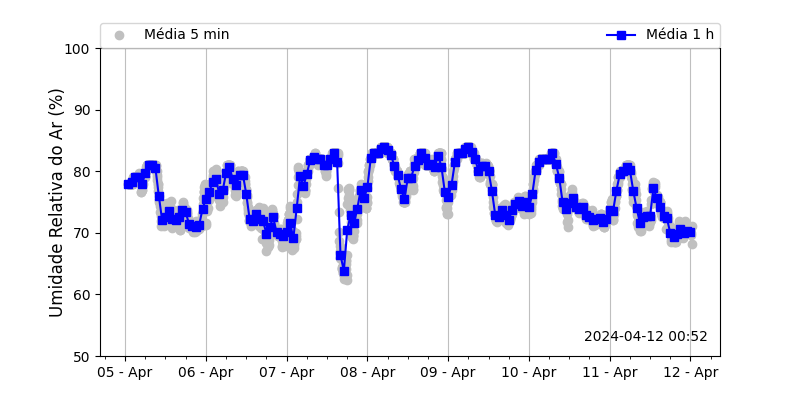 Média 5 min
Média 1 h
Umidade Relativa do Ar (%)
100
90
80
70
60
50
2024-04-12 00:52
05 - Apr
06 - Apr
07 - Apr
08 - Apr
09 - Apr
10 - Apr
11 - Apr
12 - Apr